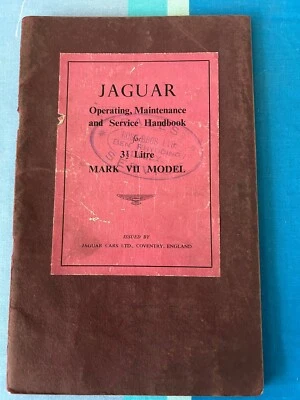 JAGUAR
Operating, Maintenance
and Service Handbook
for
3½ Litre
MARK VII MODEL
ISSUED BY
JAGUAR CARS LTD., COVENTRY, ENGLAND